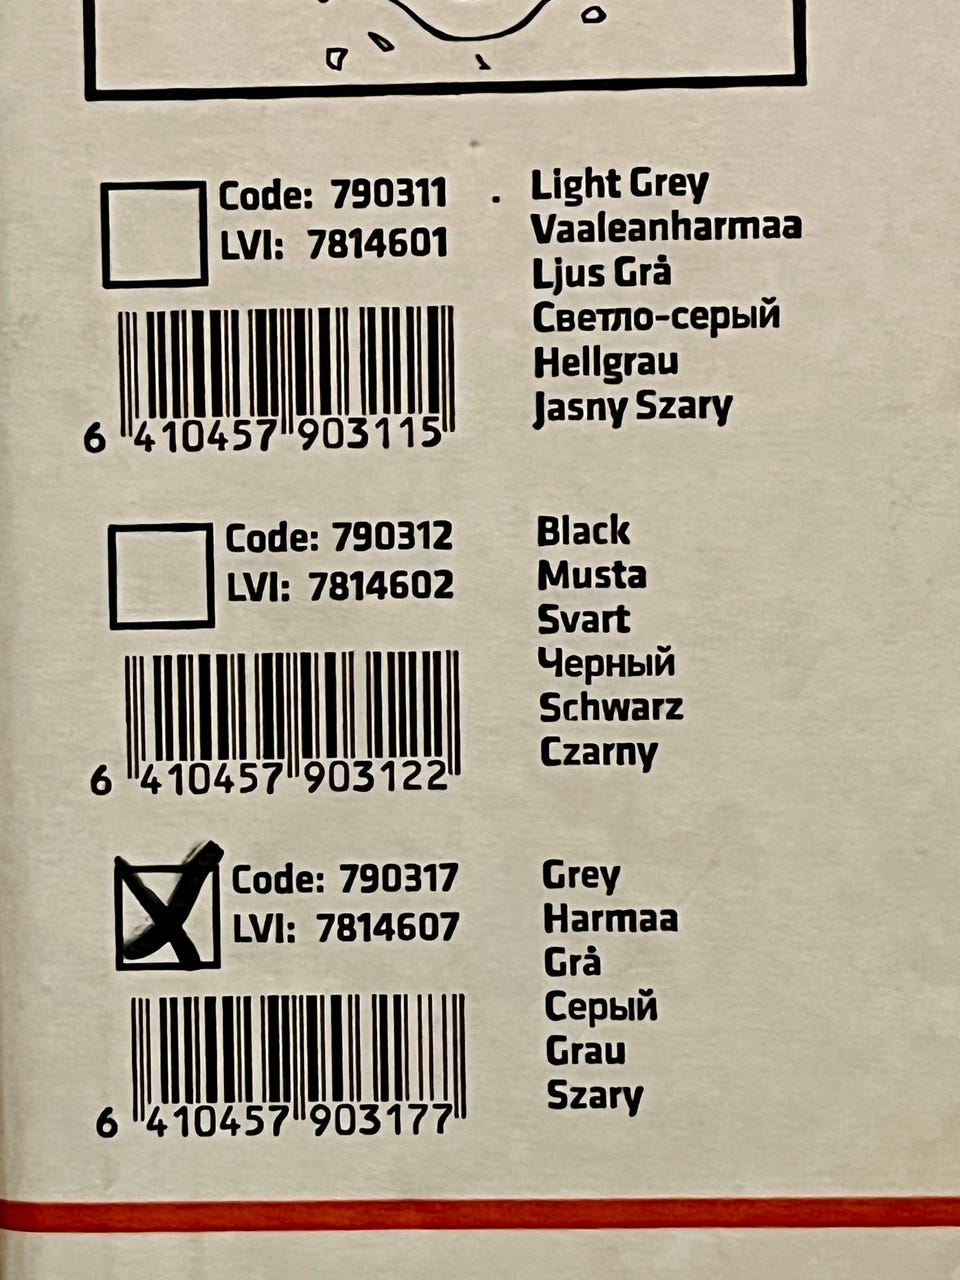 Code: 790311
LVI: 7814601
Light Grey
Vaaleanharmaa
Ljus Grå
Светло-серый
Hellgrau
Jasny Szary
6 410457 903115
Code: 790312
LVI: 7814602
Black
Musta
Svart
Черный
Schwarz
Czarny
6 410457 903122
Code: 790317
LVI: 7814607
Grey
Harmaa
Grå
Серый
Grau
Szary
6 410457 903177